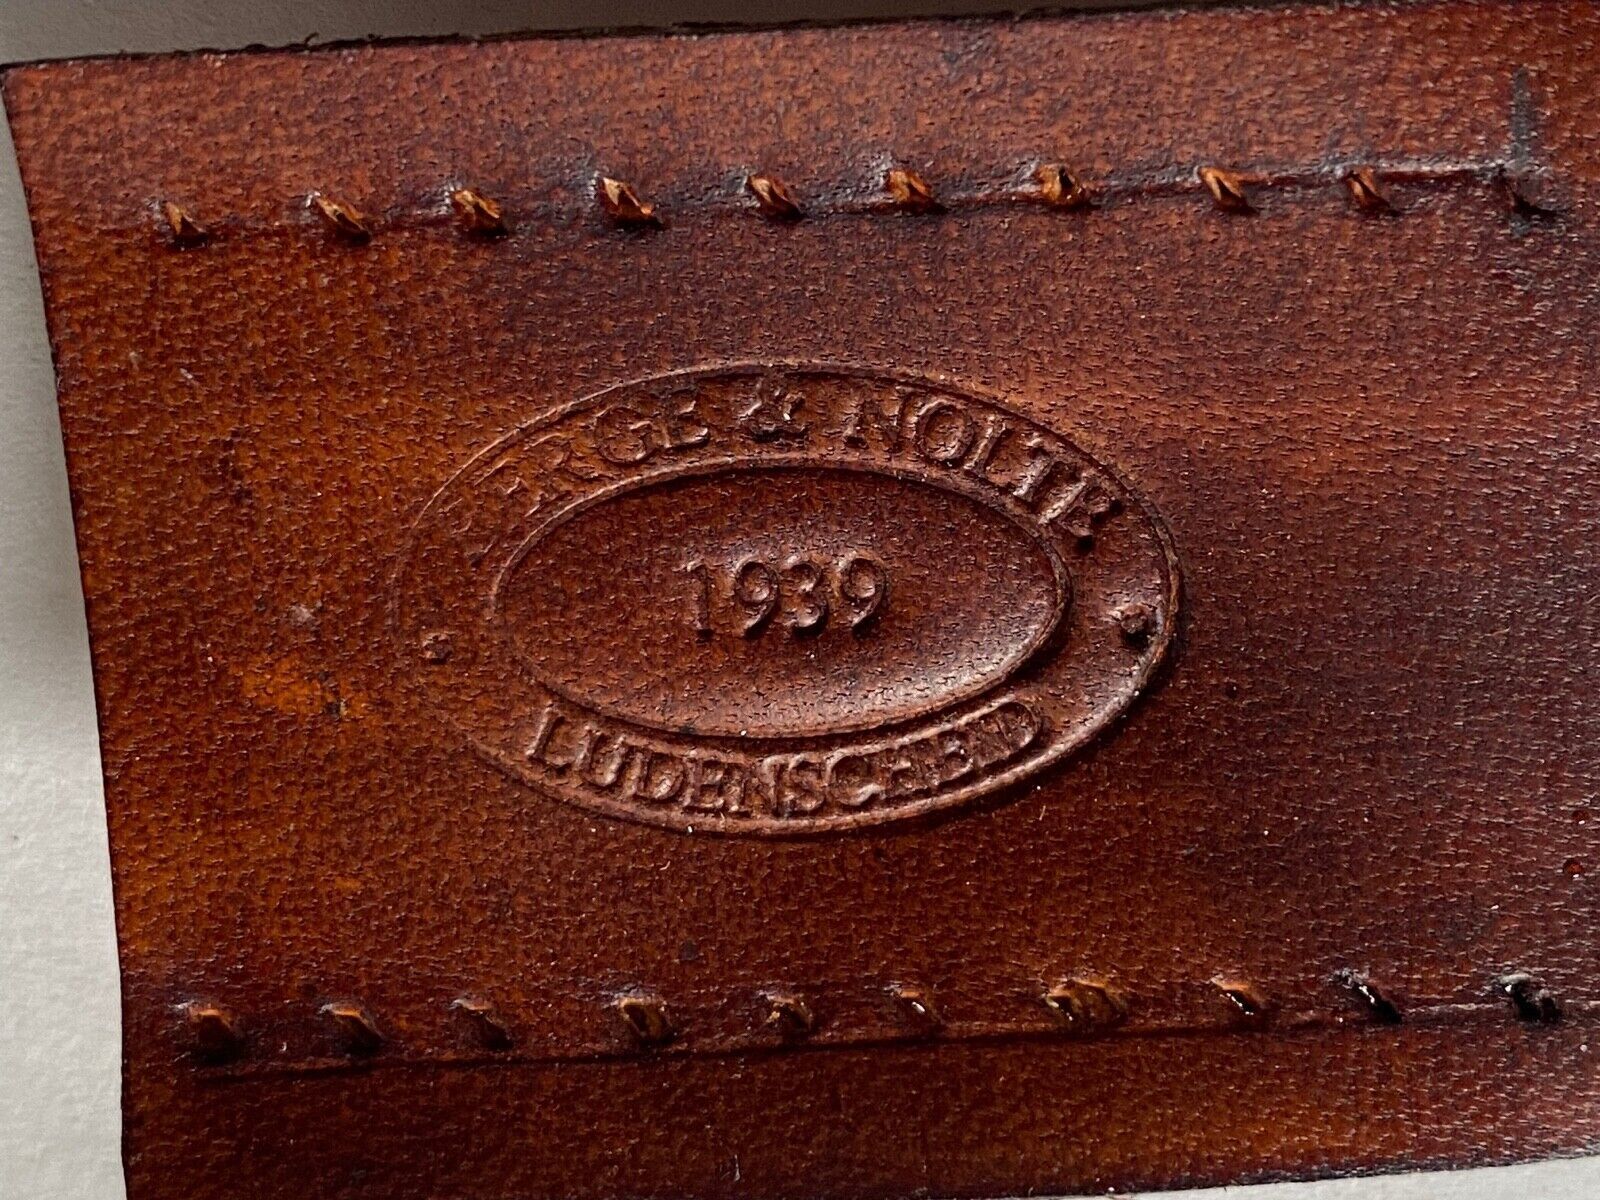 & NOLTE
1939
LUDENSCHEID